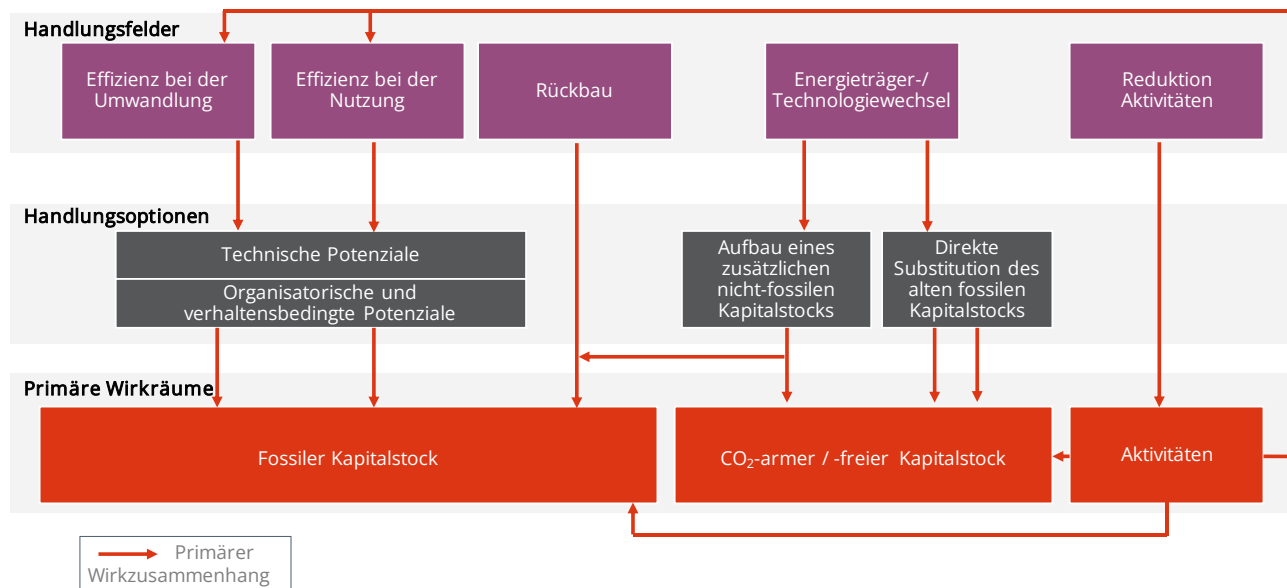 Handlungsfelder
Effizienz bei der
Umwandlung
Effizienz bei der
Nutzung
Rückbau
Energieträger-/
Technologiewechsel
Reduktion
Aktivitäten
Handlungsoptionen
Technische Potenziale
Organisatorische und
verhaltensbedingte Potenziale
Aufbau eines
zusätzlichen
nicht-fossilen
Kapitalstocks
Direkte
Substitution des
alten fossilen
Kapitalstocks
Primäre Wirkräume
Fossiler Kapitalstock
CO₂-armer / -freier Kapitalstock
Aktivitäten
Primärer
Wirkzusammenhang